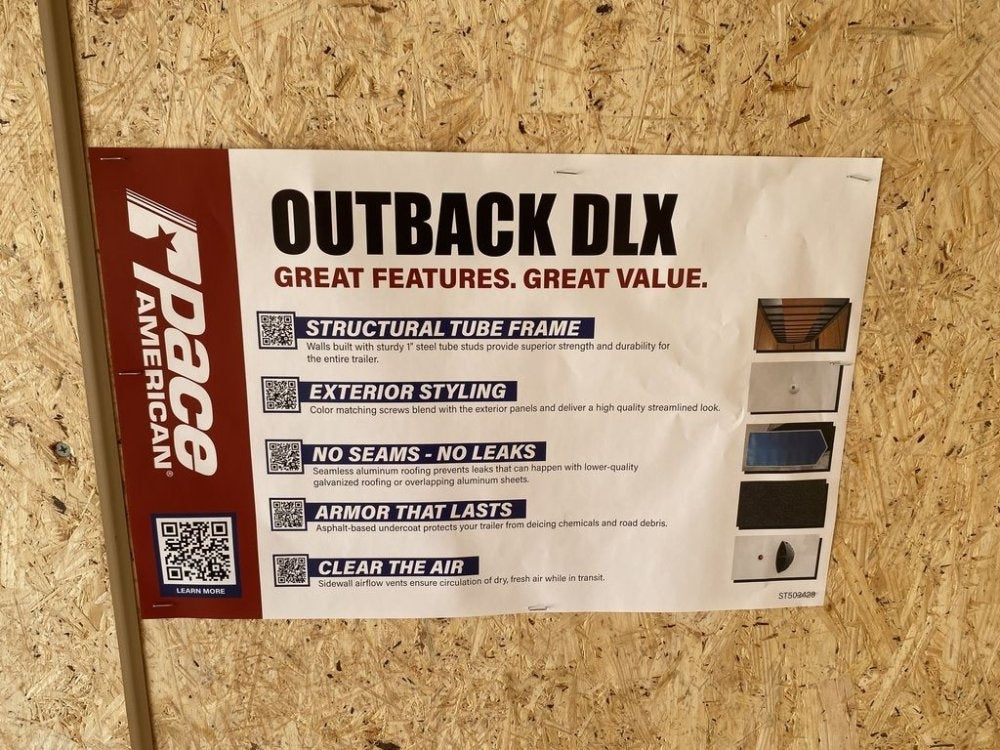 Pace
AMERICAN®
LEARN MORE
OUTBACK DLX
GREAT FEATURES. GREAT VALUE.
STRUCTURAL TUBE FRAME
Walls built with sturdy 1" steel tube studs provide superior strength and durability for
the entire trailer.
EXTERIOR STYLING
Color matching screws blend with the exterior panels and deliver a high quality streamlined look.
NO SEAMS - NO LEAKS
Seamless aluminum roofing prevents leaks that can happen with lower-quality
galvanized roofing or overlapping aluminum sheets.
ARMOR THAT LASTS
Asphalt-based undercoat protects your trailer from deicing chemicals and road debris.
CLEAR THE AIR
Sidewall airflow vents ensure circulation of dry, fresh air while in transit.